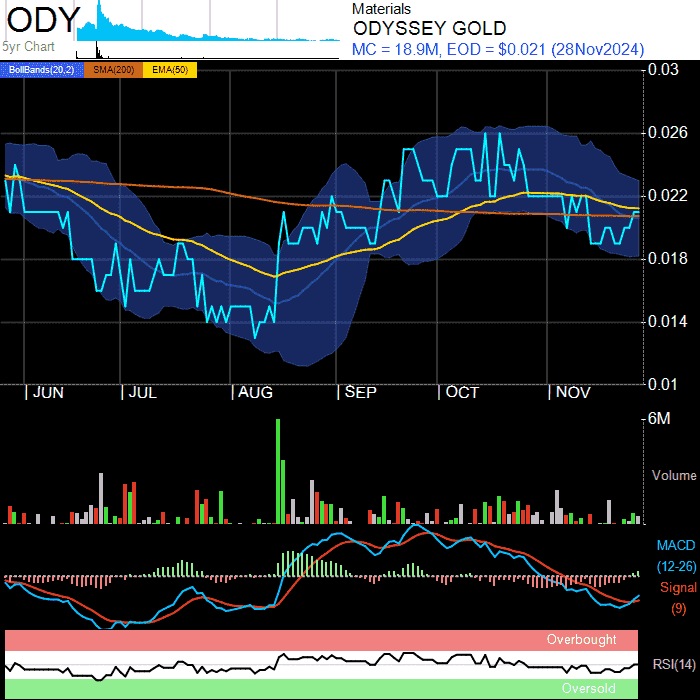 ODY
5yr Chart
Materials
ODYSSEY GOLD
MC = 18.9M, EOD = $0.021 (28Nov2024)
BollBands(20,2) SMA(200) EMA(50)
0.03
0.026
0.022
0.018
0.014
0.01
JUN JUL AUG SEP OCT NOV
6M
Volume
MACD
(12-26)
Signal
(9)
Overbought
RSI(14)
Oversold